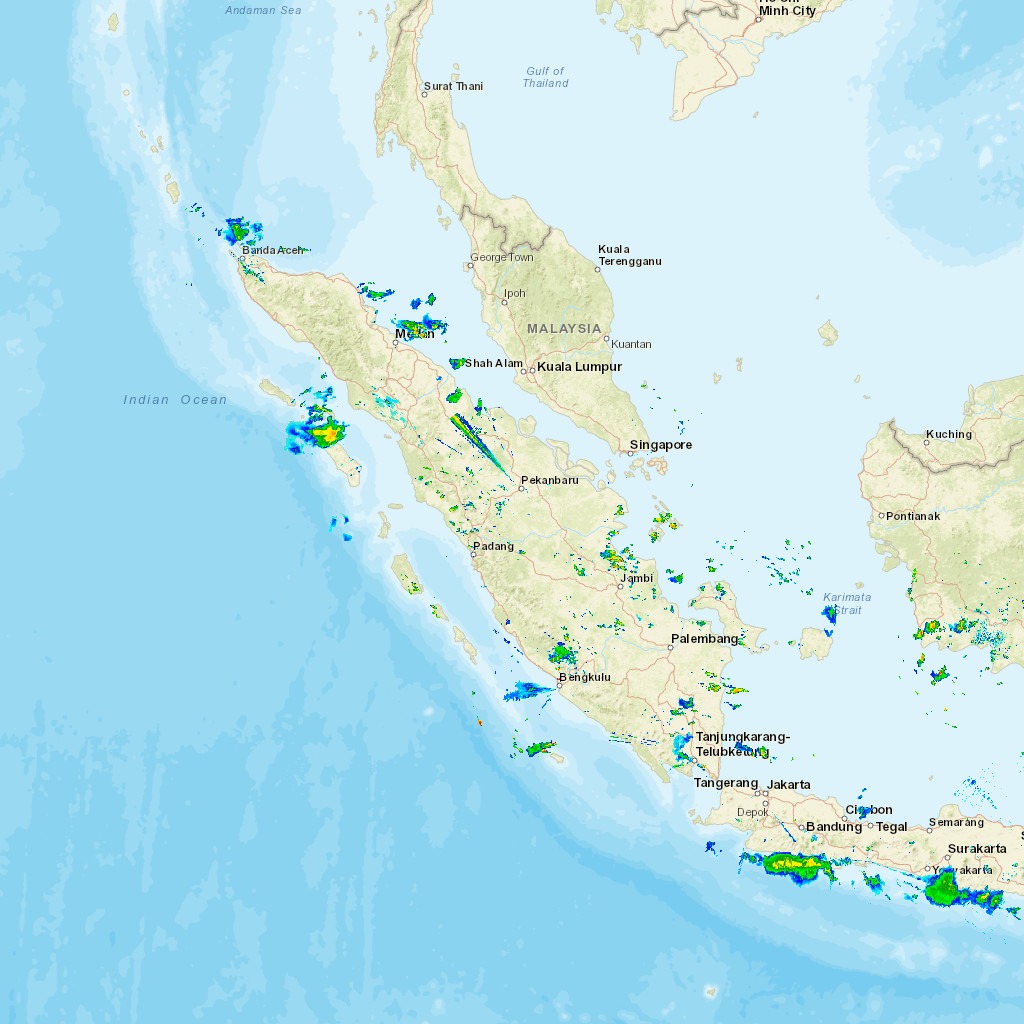 Andaman Sea
Minh City
Gulf of
Thailand
Surat Thani
Banda Aceh
George Town
Kuala
Terengganu
Ipoh
MALAYSIA
Medan
Kuantan
Shah Alam
Kuala Lumpur
Indian Ocean
Singapore
Kuching
Pekanbaru
Pontianak
Padang
Jambi
Karimata
Strait
Palembang
Bengkulu
Tanjungkarang-
Telubketung
Tangerang
Jakarta
Depok
Cirebon
Bandung
Tegal
Semarang
Surakarta
Yogyakarta